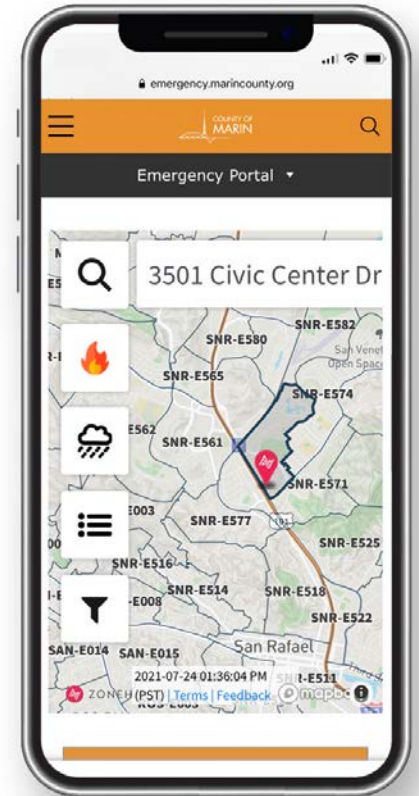 emergency.marincounty.org
COUNTY OF
MARIN
Emergency Portal
3501 Civic Center Dr
SNR-E582
SNR-E580
San Venet
Open Space
SNR-E565
SNR-E574
E562
SNR-E561
SNR-E571
E003
SNR-E577
SNR-E525
SNR-E516
-E008
SNR-E514
SNR-E518
SNR-E522
SAN-E014
SAN-E015
San Rafael
2021-07-24 01:36:04 PM
R-E511
ZONEH
(PST) | Terms | Feedback
mapbo